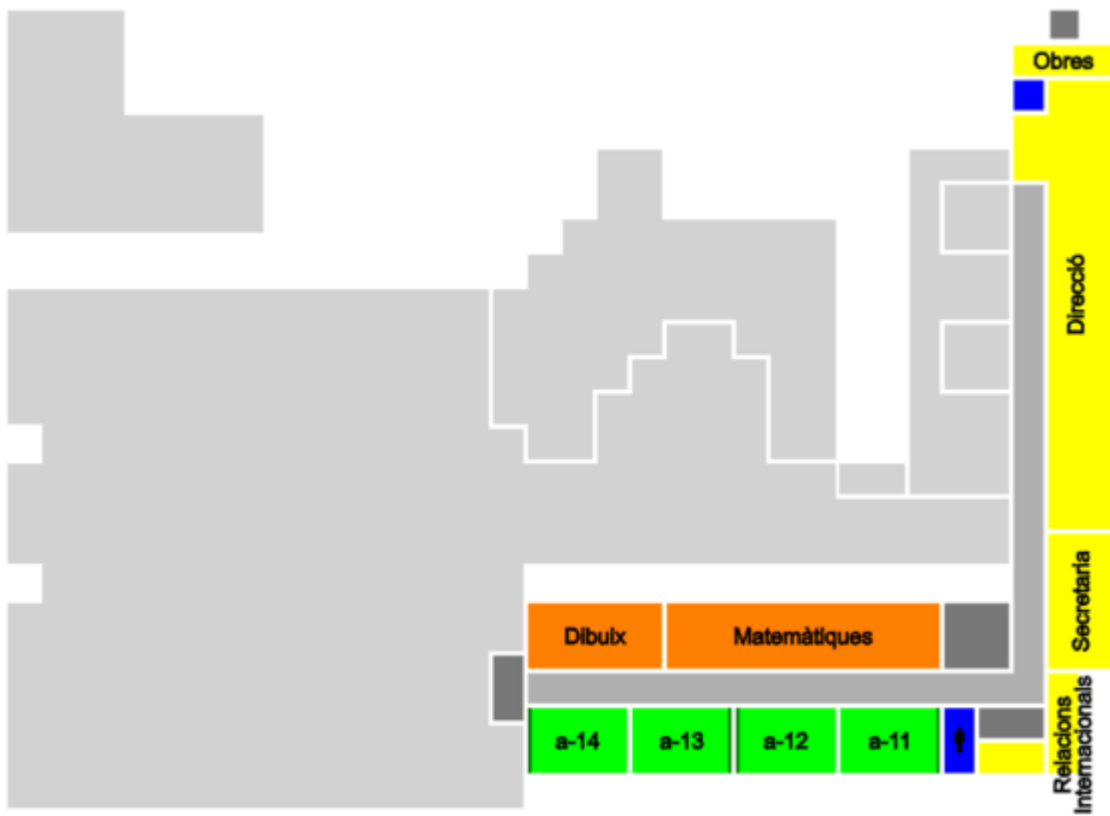 Obres
Direcció
Secretaria
Dibuix
Matemàtiques
Relacions
Internacionals
a-14
a-13
a-12
a-11